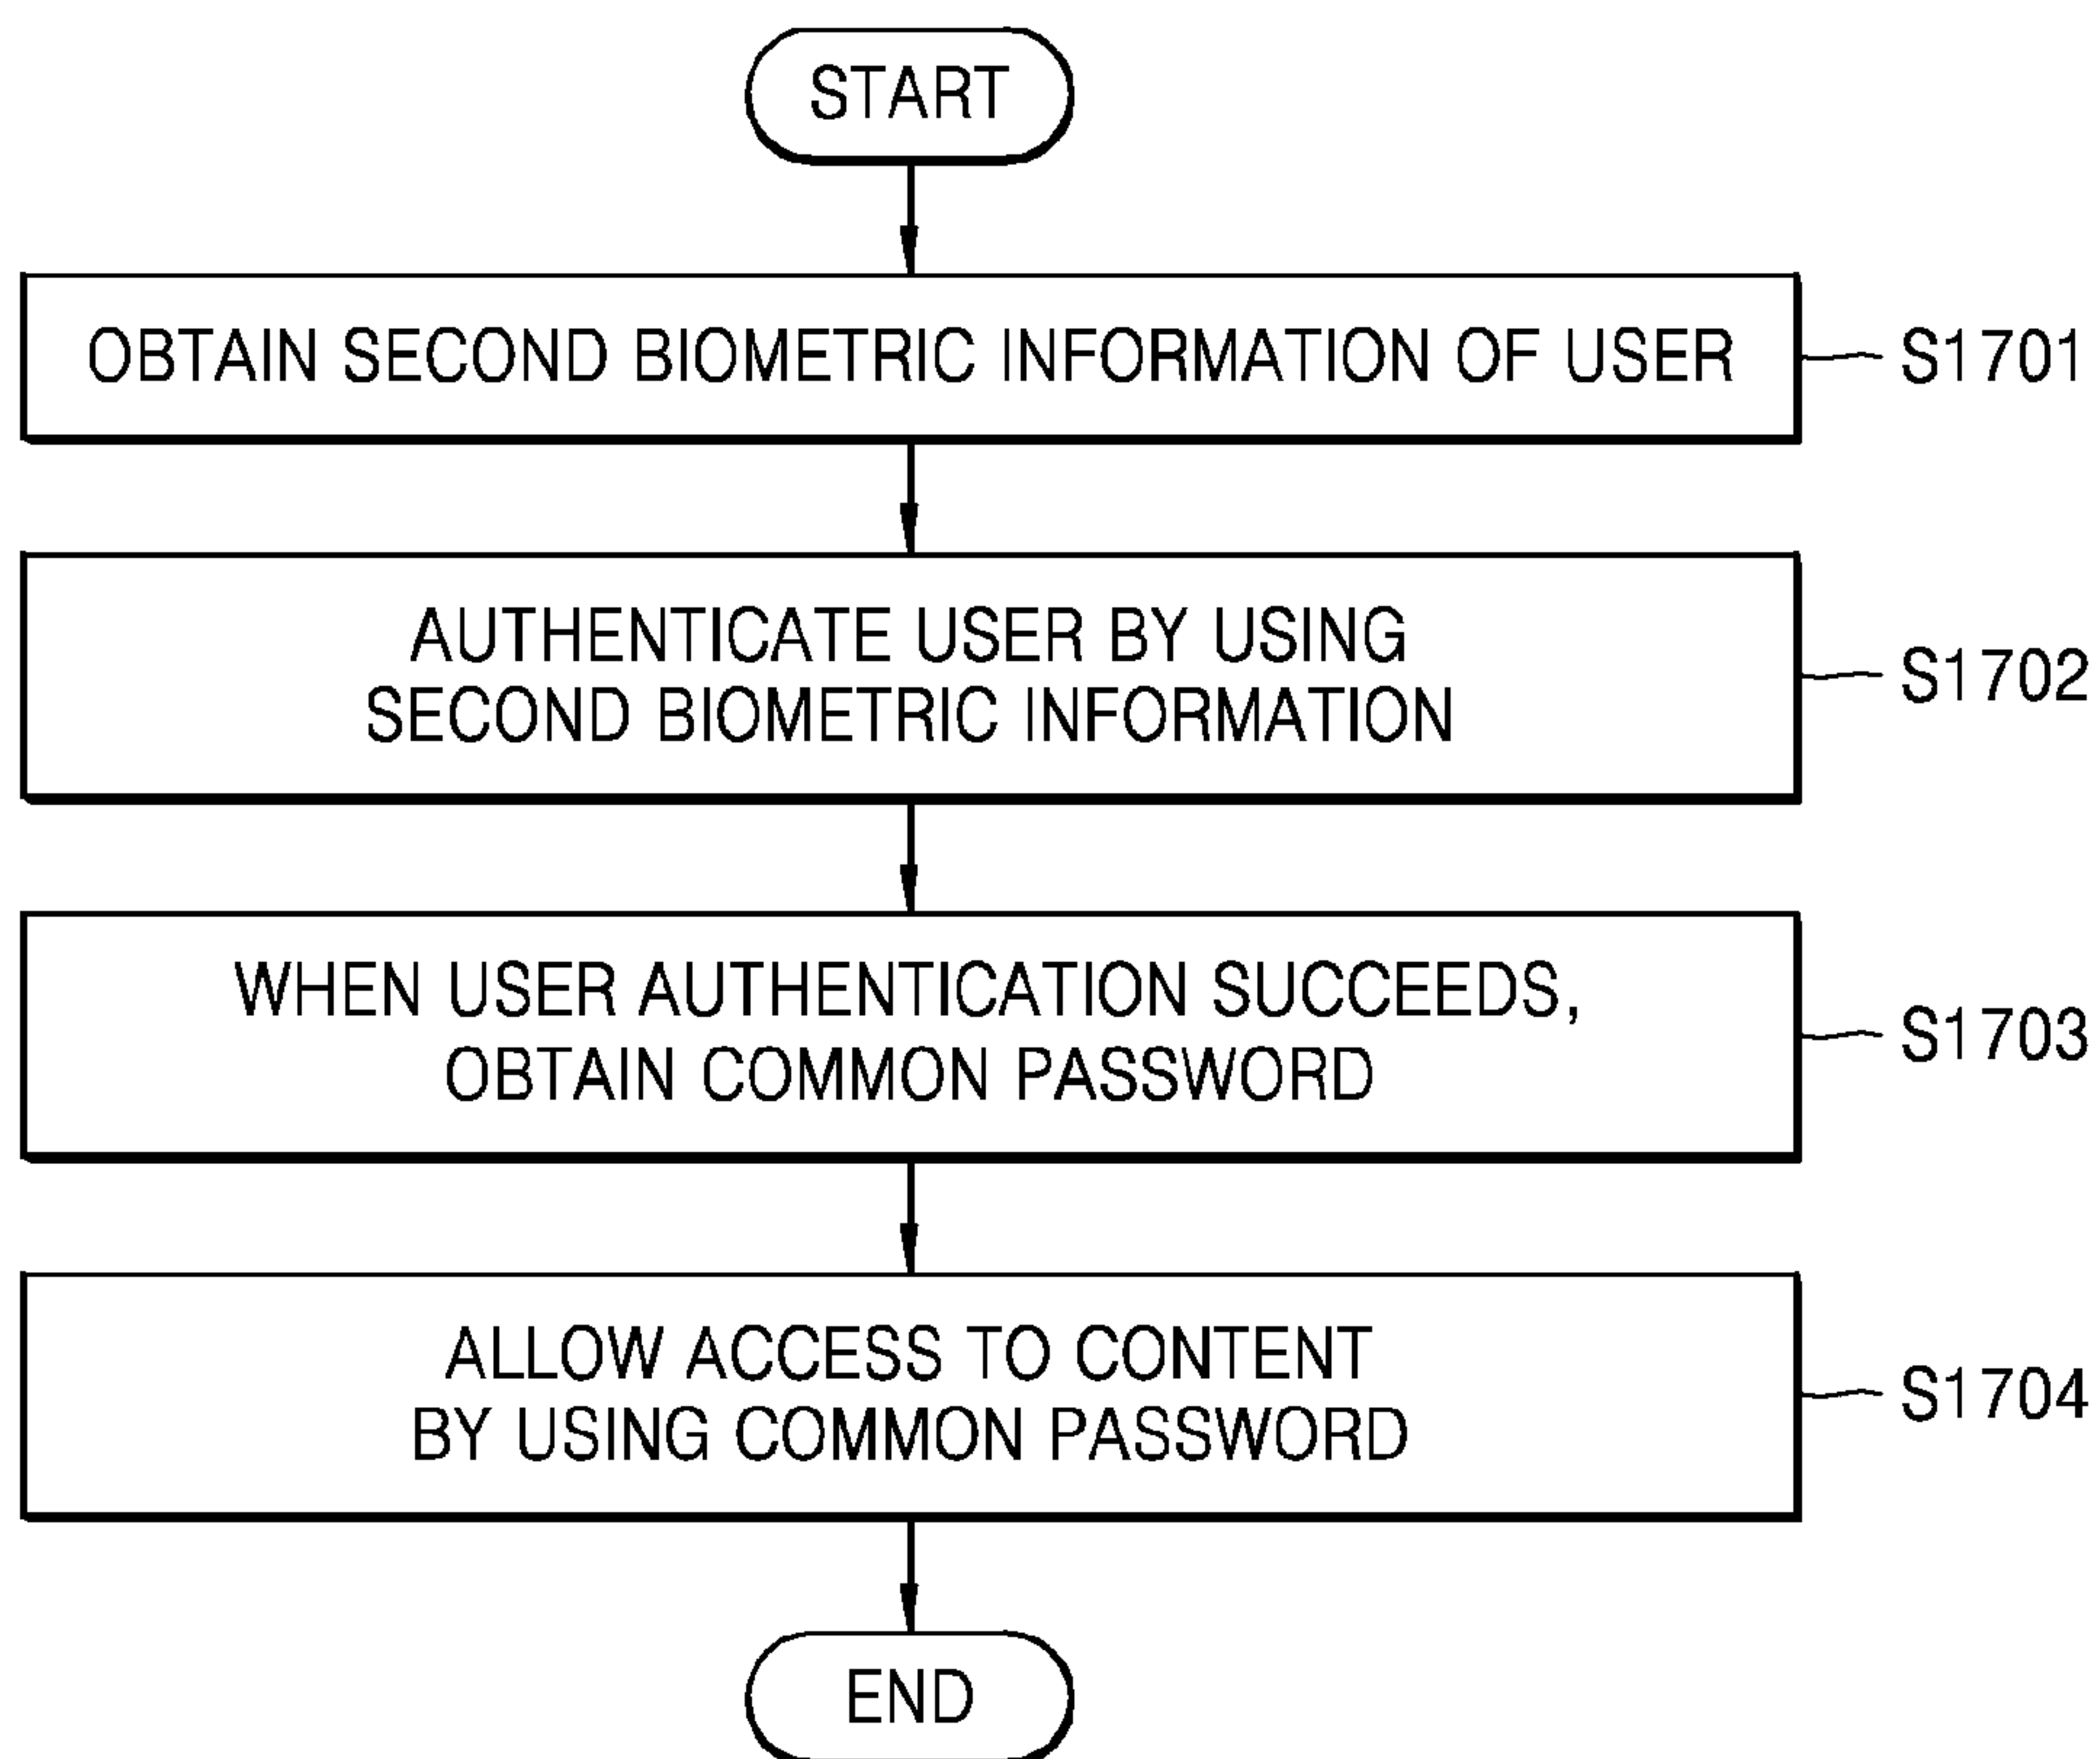 START
OBTAIN SECOND BIOMETRIC INFORMATION OF USER
S1701
AUTHENTICATE USER BY USING
SECOND BIOMETRIC INFORMATION
S1702
WHEN USER AUTHENTICATION SUCCEEDS,
OBTAIN COMMON PASSWORD
S1703
ALLOW ACCESS TO CONTENT
BY USING COMMON PASSWORD
S1704
END